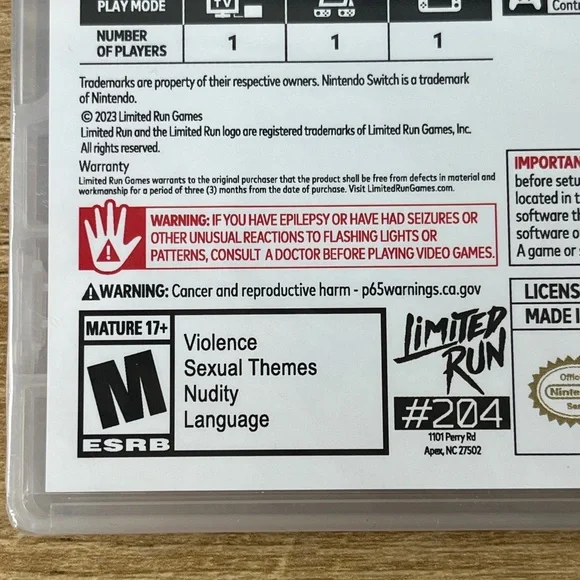 PLAY MODE
TV
Cont
NUMBER
OF PLAYERS
1
1
1
Trademarks are property of their respective owners. Nintendo Switch is a trademark
of Nintendo.
© 2023 Limited Run Games
Limited Run and the Limited Run logo are registered trademarks of Limited Run Games, Inc.
All rights reserved.
Warranty
Limited Run Games warrants to the original purchaser that the product shall be free from defects in material and
workmanship for a period of three (3) months from the date of purchase. Visit LimitedRunGames.com.
WARNING: IF YOU HAVE EPILEPSY OR HAVE HAD SEIZURES OR
OTHER UNUSUAL REACTIONS TO FLASHING LIGHTS OR
PATTERNS, CONSULT A DOCTOR BEFORE PLAYING VIDEO GAMES.
IMPORTAN
before setu
located in t
software th
software o
A game or
WARNING: Cancer and reproductive harm - p65warnings.ca.gov
MATURE 17+
M
ESRB
Violence
Sexual Themes
Nudity
Language
LIMITED
RUN
#204
1101 Perry Rd
Apex, NC 27502
LICENS
MADE I
Offic
Ninte
Se